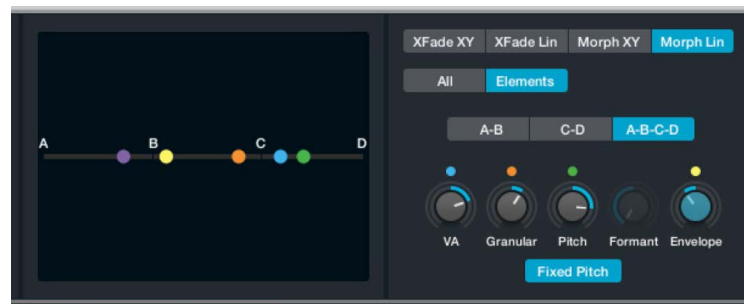 XFade XY XFade Lin Morph XY Morph Lin
All Elements
A B C D
A-B C-D A-B-C-D
VA Granular Pitch Formant Envelope
Fixed Pitch